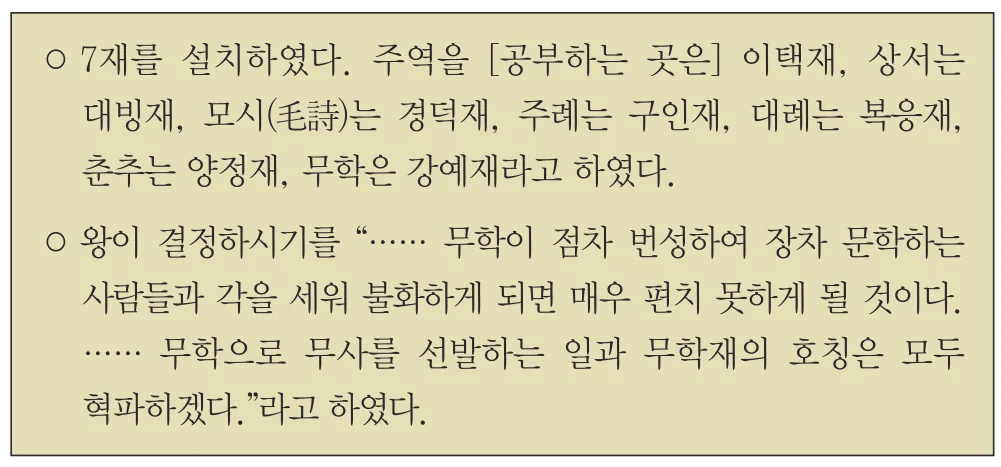 ○ 7재를 설치하였다. 주역을 [공부하는 곳은] 이택재, 상서는
대빙재, 모시(毛詩)는 경덕재, 주례는 구인재, 대례는 복응재,
춘추는 양정재, 무학은 강예재라고 하였다.
○ 왕이 결정하시기를 “…… 무학이 점차 번성하여 장차 문학하는
사람들과 각을 세워 불화하게 되면 매우 편치 못하게 될 것이다.
…… 무학으로 무사를 선발하는 일과 무학재의 호칭은 모두
혁파하겠다.”라고 하였다.